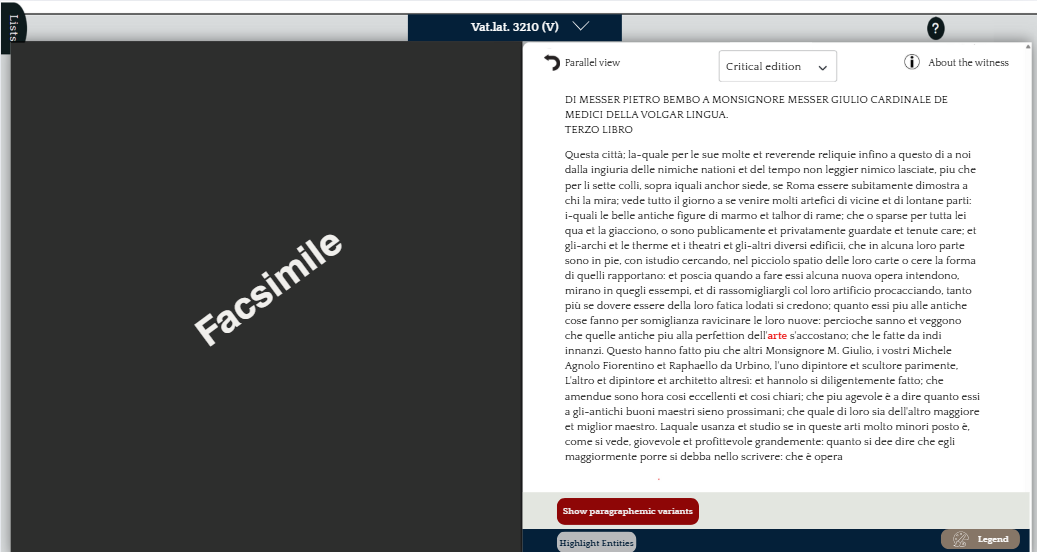 Lists
Vat.lat. 3210 (V)
?
Facsimile
Parallel view
Critical edition
About the witness
DI MESSER PIETRO BEMBO A MONSIGNORE MESSER GIULIO CARDINALE DE
MEDICI DELLA VOLGAR LINGUA.
TERZO LIBRO
Questa città; la-quale per le sue molte et reverende reliquie infino a questo di a noi
dalla ingiuria delle nimiche nationi et del tempo non leggier nimico lasciate, piu che
per li sette colli, sopra iquali anchor siede, se Roma essere subitamente dimostra a
chi la mira; vede tutto il giorno a se venire molti artefici di vicine et di lontane parti:
i-quali le belle antiche figure di marmo et talhor di rame; che o sparse per tutta lei
qua et la giacciono, o sono publicamente et privatamente guardate et tenute care; et
gli-archi et le therme et i theatri et gli-altri diversi edificii, che in alcuna loro parte
sono in pie, con istudio cercando, nel picciolo spatio delle loro carte o cere la forma
di quelli rapportano: et poscia quando a fare essi alcuna nuova opera intendono,
mirano in quegli essempi, et di rassomigliargli col loro artificio procacciando, tanto
più se dovere essere della loro fatica lodati si credono; quanto essi piu alle antiche
cose fanno per somiglianza ravicinare le loro nuove: percioche sanno et veggono
che quelle antiche piu alla perfettion dell'arte s'accostano; che le fatte da indi
innanzi. Questo hanno fatto piu che altri Monsignore M. Giulio, i vostri Michele
Agnolo Fiorentino et Raphaello da Urbino, l'uno dipintore et scultore parimente,
L'altro et dipintore et architetto altresì: et hannolo si diligentemente fatto; che
amendue sono hora cosi eccellenti et cosi chiari; che piu agevole è a dire quanto essi
a gli-antichi buoni maestri sieno prossimani; che quale di loro sia dell'altro maggiore
et miglior maestro. Laquale usanza et studio se in queste arti molto minori posto è,
come si vede, giovevole et profittevole grandemente: quanto si dee dire che egli
maggiormente porre si debba nello scrivere: che è opera
Show paragraphemic variants
Highlight Entities
Legend